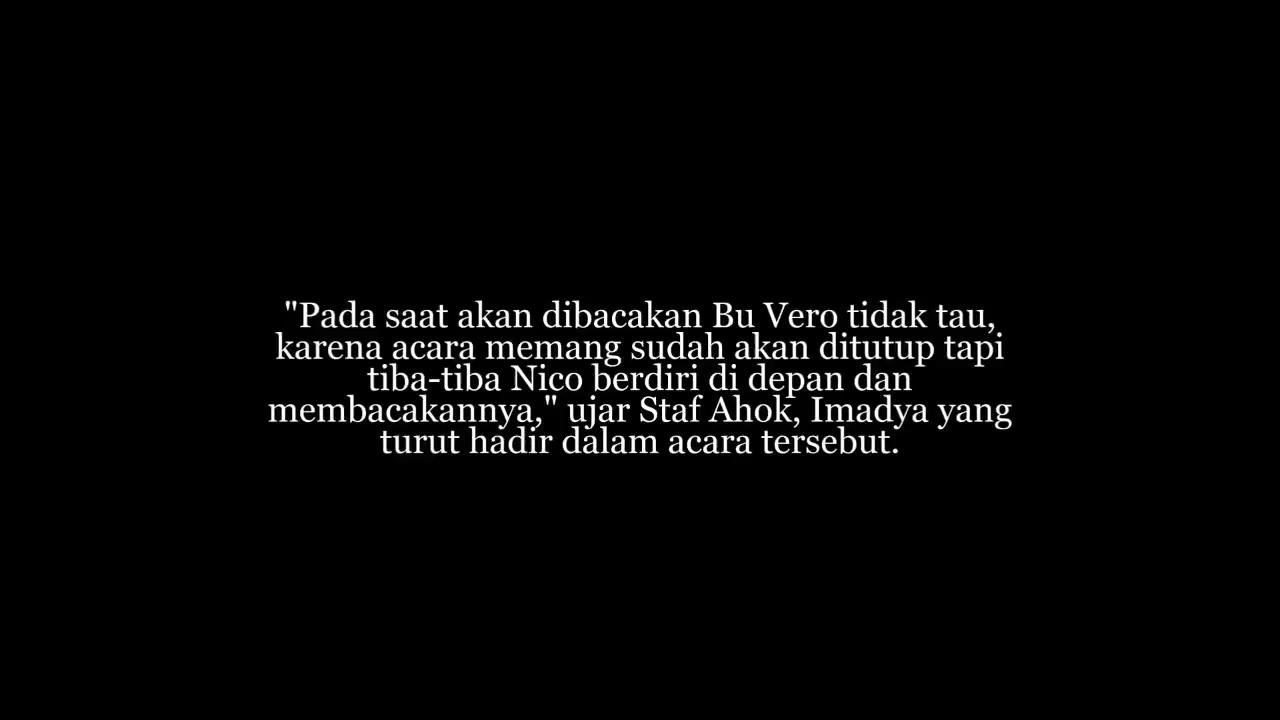 "Pada saat akan dibacakan Bu Vero tidak tau,
karena acara memang sudah akan ditutup tapi
tiba-tiba Nico berdiri di depan dan
membacakannya," ujar Staf Ahok, Imadya yang
turut hadir dalam acara tersebut.